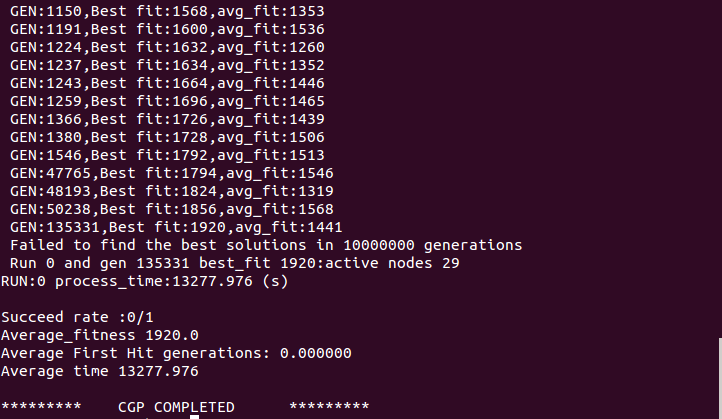 GEN:1150,Best fit:1568,avg_fit:1353
GEN:1191,Best fit:1600,avg_fit:1536
GEN:1224,Best fit:1632,avg_fit:1260
GEN:1237,Best fit:1634,avg_fit:1352
GEN:1243,Best fit:1664,avg_fit:1446
GEN:1259,Best fit:1696,avg_fit:1465
GEN:1366,Best fit:1726,avg_fit:1439
GEN:1380,Best fit:1728,avg_fit:1506
GEN:1546,Best fit:1792,avg_fit:1513
GEN:47765,Best fit:1794,avg_fit:1546
GEN:48193,Best fit:1824,avg_fit:1319
GEN:50238,Best fit:1856,avg_fit:1568
GEN:135331,Best fit:1920,avg_fit:1441
Failed to find the best solutions in 10000000 generations
Run 0 and gen 135331 best_fit 1920:active nodes 29
RUN:0 process_time:13277.976 (s)
Succeed rate :0/1
Average_fitness 1920.0
Average First Hit generations: 0.000000
Average time 13277.976
********* CGP COMPLETED *********